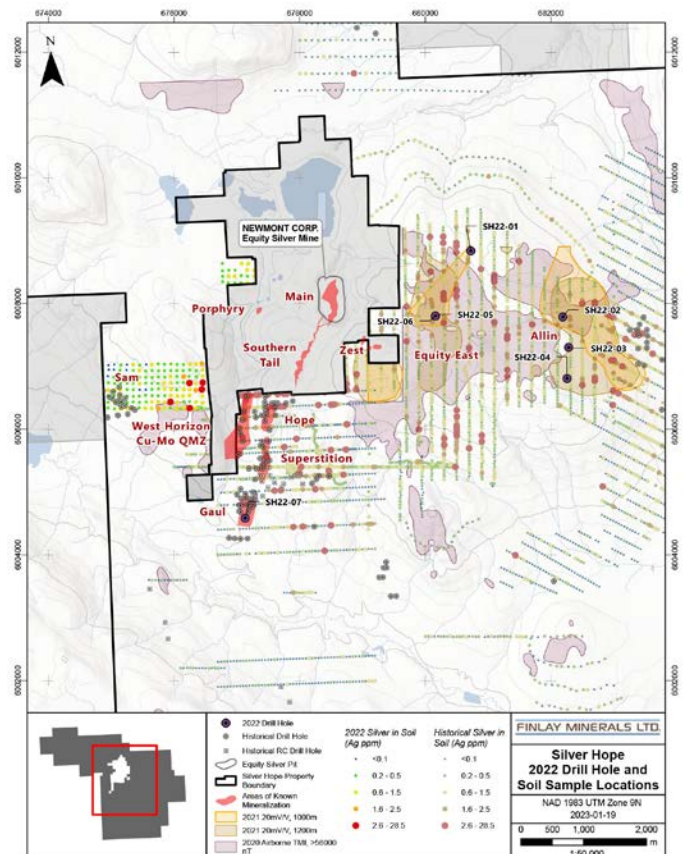 674000
676000
678000
680000
682000
N
6012000
6010000
6008000
6006000
6004000
6002000
NEWMONT CORP.
Equity Silver Mine
SH22-01
Main
Porphyry
SH22-06
SH22-05
SH22-02
Southern
Tail
Zest
Equity East
Allin
SH22-04
SH22-03
Sam
West Horizon
Cu-Mo QMZ
Hope
Superstition
Gaul
SH22-07
2022 Drill Hole
Historical Drill Hole
Historical RC Drill Hole
Equity Silver Pit
Silver Hope Property
Boundary
Areas of Known
Mineralization
2021 20mV/V, 1000m
2021 20mV/V, 1200m
2020 Airborne TMI, >56000
nT
2022 Silver in Soil
(Ag ppm)
<0.1
0.2 - 0.5
0.6 - 1.5
1.6 - 2.5
2.6 - 28.5
Historical Silver in
Soil (Ag ppm)
<0.1
0.2 - 0.5
0.6 - 1.5
1.6 - 2.5
2.6 - 28.5
FINLAY MINERALS LTD.
Silver Hope
2022 Drill Hole and
Soil Sample Locations
NAD 1983 UTM Zone 9N
2023-01-19
0 500 1,000 2,000
m
1:50,000